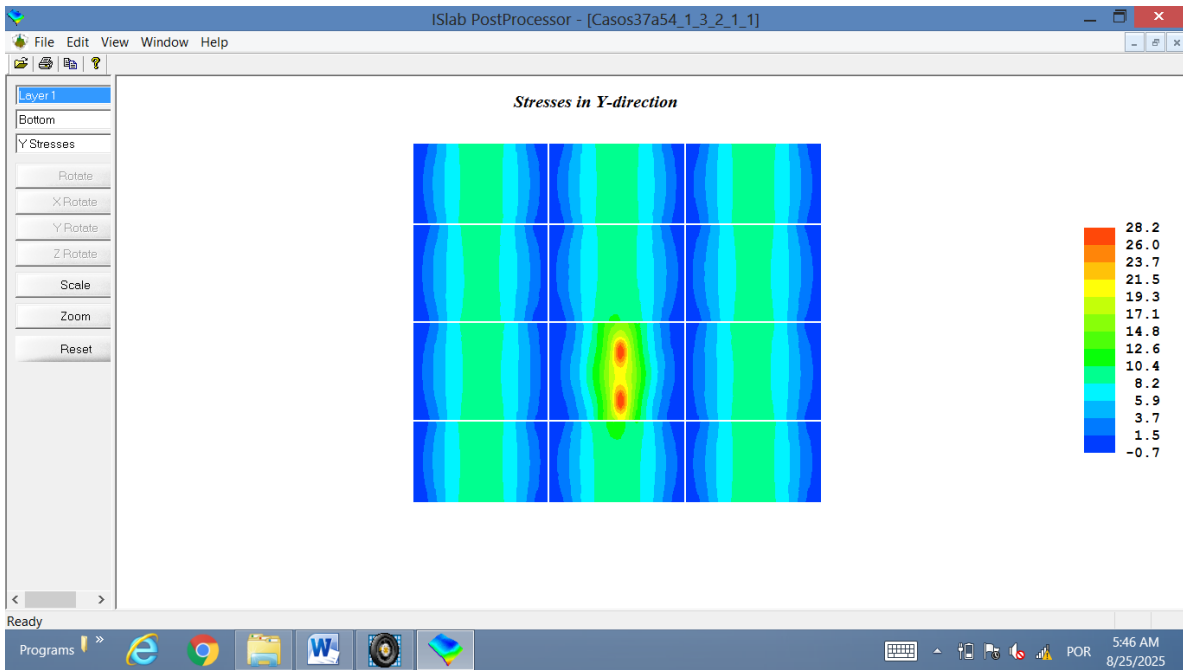 ISlab PostProcessor - [Casos37a54_1_3_2_1_1]
File Edit View Window Help
Layer1
Bottom
Y Stresses
Rotate
X Rotate
Y Rotate
Z Rotate
Scale
Zoom
Reset
Stresses in Y-direction
28.2
26.0
23.7
21.5
19.3
17.1
14.8
12.6
10.4
8.2
5.9
3.7
1.5
-0.7
Ready
Programs
POR
5:46 AM
8/25/2025